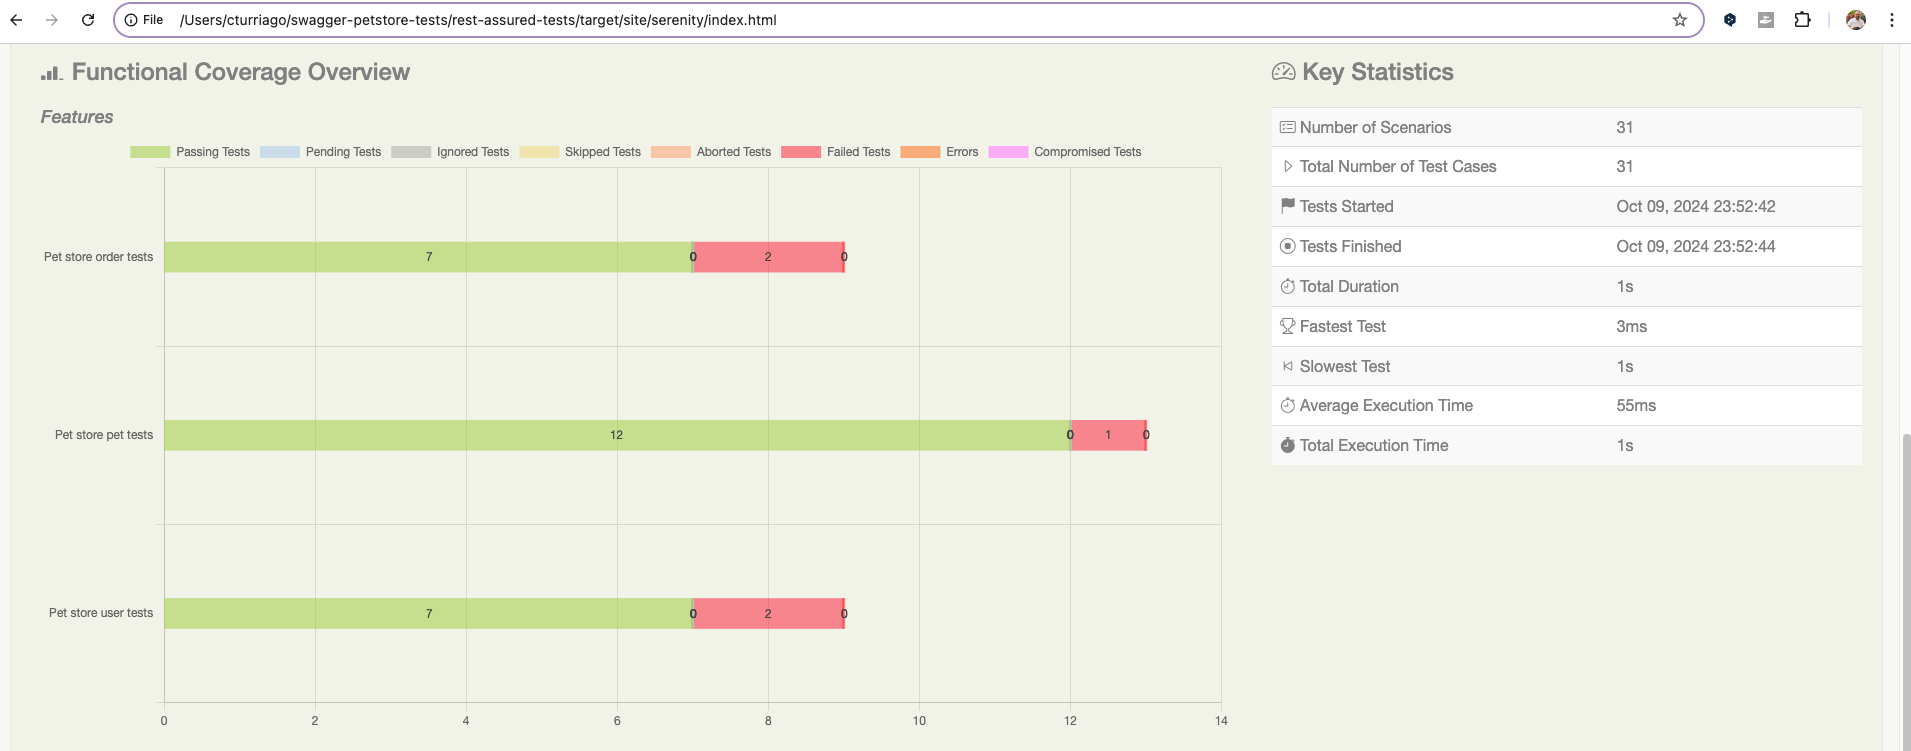 File /Users/cturriago/swagger-petstore-tests/rest-assured-tests/target/site/serenity/index.html
Functional Coverage Overview
Features
Passing Tests Pending Tests Ignored Tests Skipped Tests Aborted Tests Failed Tests Errors Compromised Tests
Pet store order tests 7 0 2 0
Pet store pet tests 12 0 1 0
Pet store user tests 7 0 2 0
0 2 4 6 8 10 12 14
Key Statistics
Number of Scenarios 31
Total Number of Test Cases 31
Tests Started Oct 09, 2024 23:52:42
Tests Finished Oct 09, 2024 23:52:44
Total Duration 1s
Fastest Test 3ms
Slowest Test 1s
Average Execution Time 55ms
Total Execution Time 1s